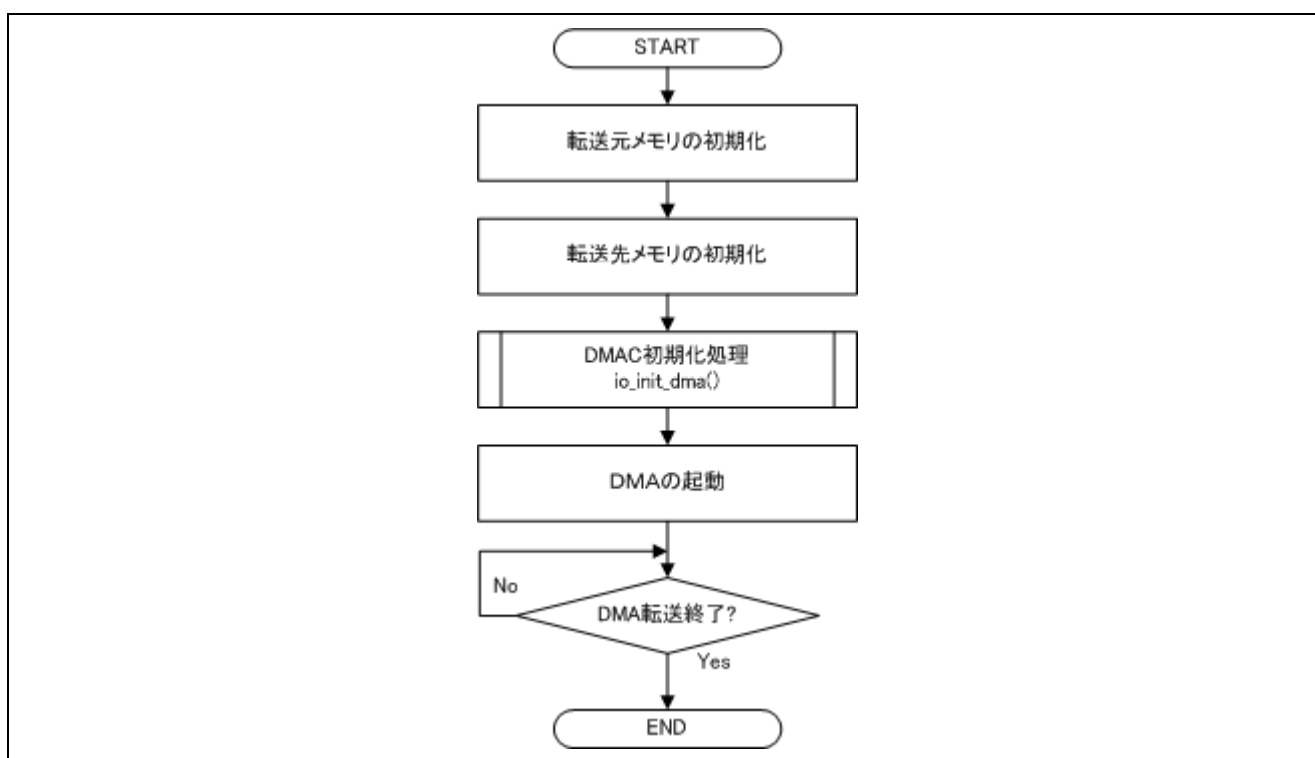 START
転送元メモリの初期化
転送先メモリの初期化
DMAC初期化処理
io_init_dma()
DMAの起動
No
DMA転送終了?
Yes
END